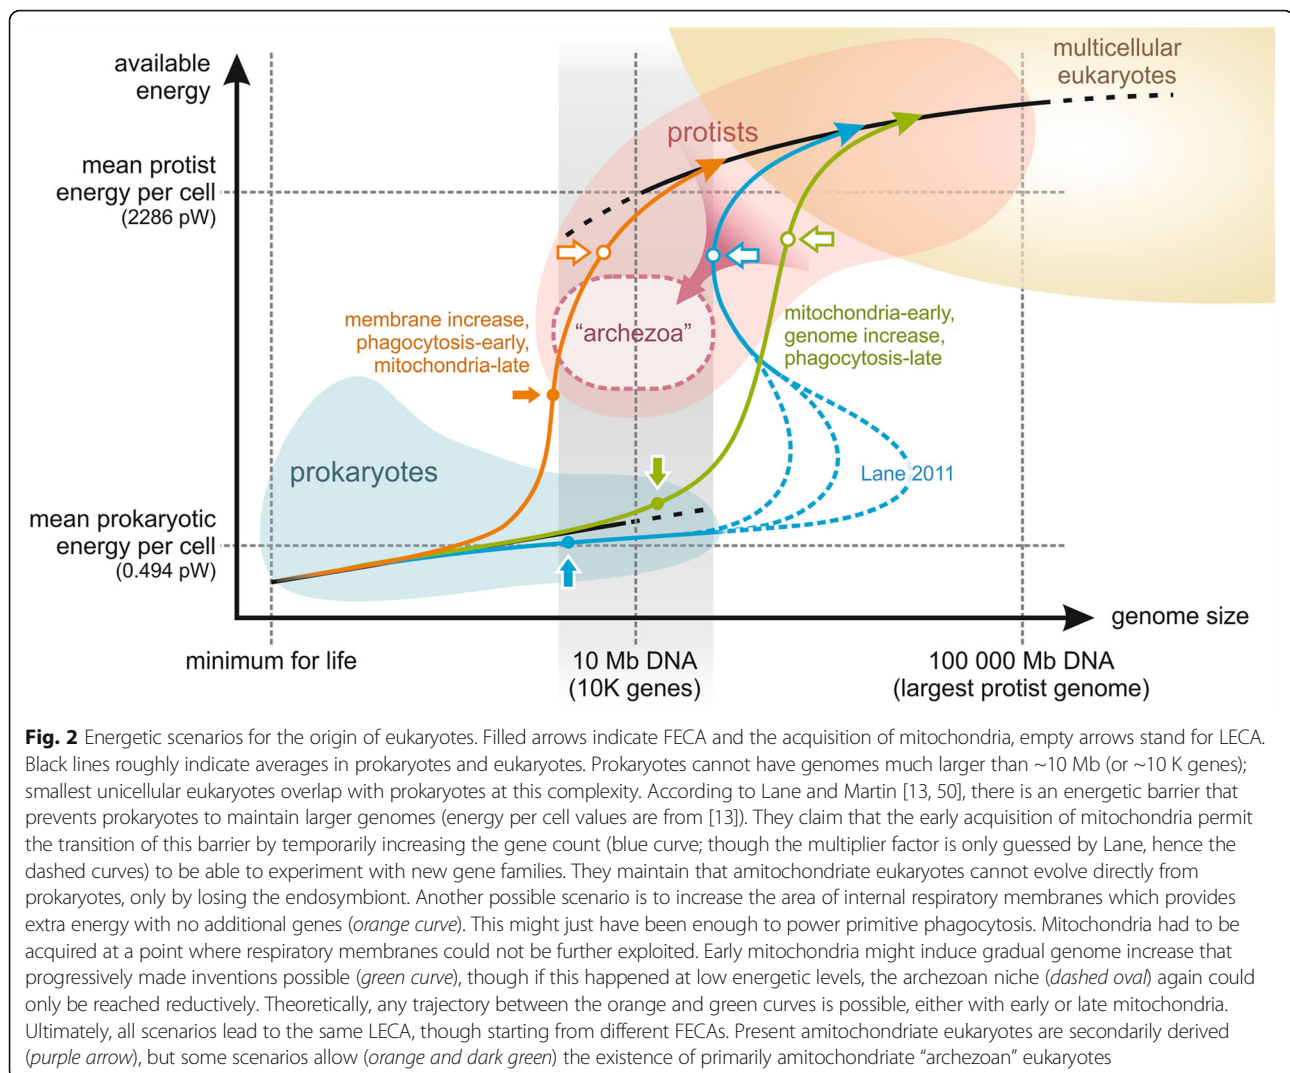 available
energy
multicellular
eukaryotes
protists
mean protist
energy per cell
(2286 pW)
membrane increase,
phagocytosis-early,
mitochondria-late
"archezoa"
mitochondria-early,
genome increase,
phagocytosis-late
prokaryotes
Lane 2011
mean prokaryotic
energy per cell
(0.494 pW)
genome size
minimum for life
10 Mb DNA
(10K genes)
100 000 Mb DNA
(largest protist genome)
Fig. 2 Energetic scenarios for the origin of eukaryotes. Filled arrows indicate FECA and the acquisition of mitochondria, empty arrows stand for LECA.
Black lines roughly indicate averages in prokaryotes and eukaryotes. Prokaryotes cannot have genomes much larger than ~10 Mb (or ~10 K genes);
smallest unicellular eukaryotes overlap with prokaryotes at this complexity. According to Lane and Martin [13, 50], there is an energetic barrier that
prevents prokaryotes to maintain larger genomes (energy per cell values are from [13]). They claim that the early acquisition of mitochondria permit
the transition of this barrier by temporarily increasing the gene count (blue curve; though the multiplier factor is only guessed by Lane, hence the
dashed curves) to be able to experiment with new gene families. They maintain that amitochondriate eukaryotes cannot evolve directly from
prokaryotes, only by losing the endosymbiont. Another possible scenario is to increase the area of internal respiratory membranes which provides
extra energy with no additional genes (orange curve). This might just have been enough to power primitive phagocytosis. Mitochondria had to be
acquired at a point where respiratory membranes could not be further exploited. Early mitochondria might induce gradual genome increase that
progressively made inventions possible (green curve), though if this happened at low energetic levels, the archezoan niche (dashed oval) again could
only be reached reductively. Theoretically, any trajectory between the orange and green curves is possible, either with early or late mitochondria.
Ultimately, all scenarios lead to the same LECA, though starting from different FECAs. Present amitochondriate eukaryotes are secondarily derived
(purple arrow), but some scenarios allow (orange and dark green) the existence of primarily amitochondriate "archezoan" eukaryotes